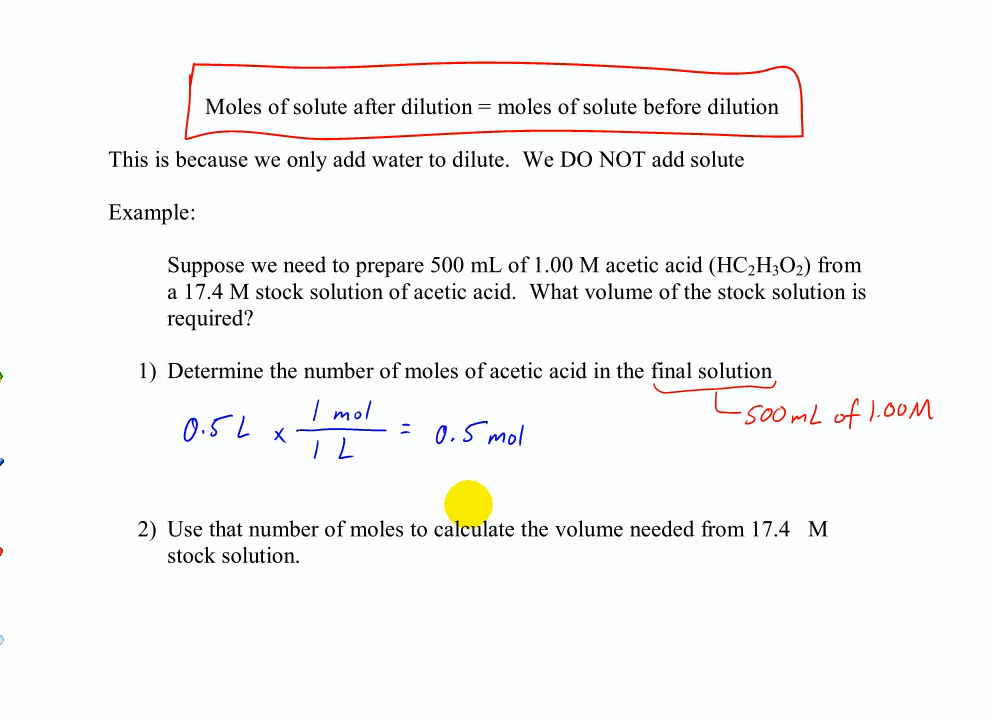 Moles of solute after dilution = moles of solute before dilution
This is because we only add water to dilute.  We DO NOT add solute
Example:
Suppose we need to prepare 500 mL of 1.00 M acetic acid (HC₂H₃O₂) from
a 17.4 M stock solution of acetic acid.  What volume of the stock solution is
required?
1) Determine the number of moles of acetic acid in the final solution
500 mL of 1.00 M
0.5 L x 1 mol / 1 L = 0.5 mol
2) Use that number of moles to calculate the volume needed from 17.4   M
stock solution.